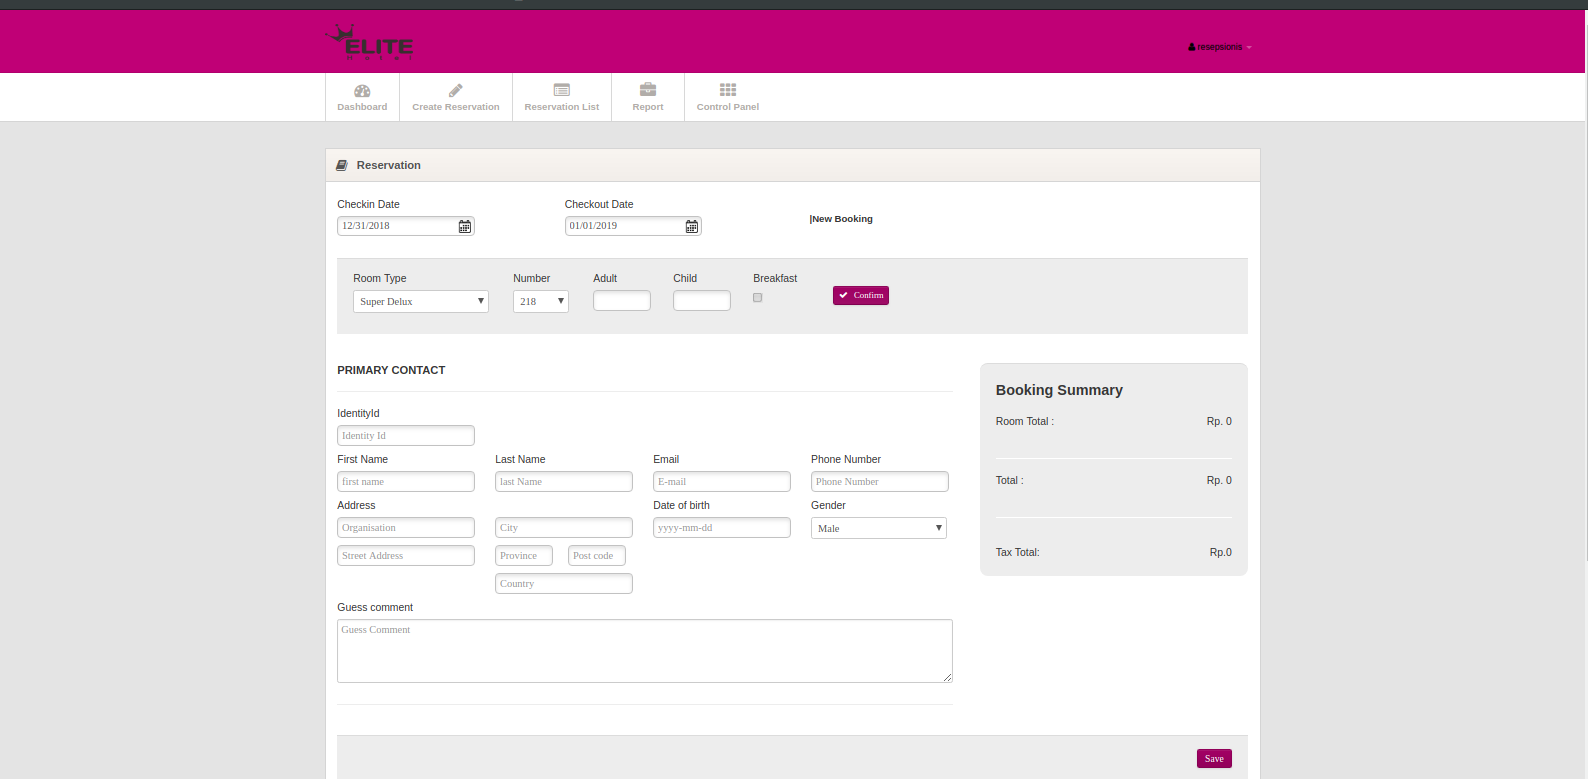 ELITE
resepsionis
Dashboard
Create Reservation
Reservation List
Report
Control Panel
Reservation
Checkin Date
Checkout Date
12/31/2018
01/01/2019
|New Booking
Room Type
Number
Adult
Child
Breakfast
Super Delux
218
Confirm
PRIMARY CONTACT
IdentityId
Identity Id
First Name
Last Name
Email
Phone Number
first name
last Name
E-mail
Phone Number
Address
Date of birth
Gender
Organisation
City
yyyy-mm-dd
Male
Street Address
Province
Post code
Country
Guess comment
Guess Comment
Booking Summary
Room Total : Rp. 0
Total : Rp. 0
Tax Total: Rp.0
Save